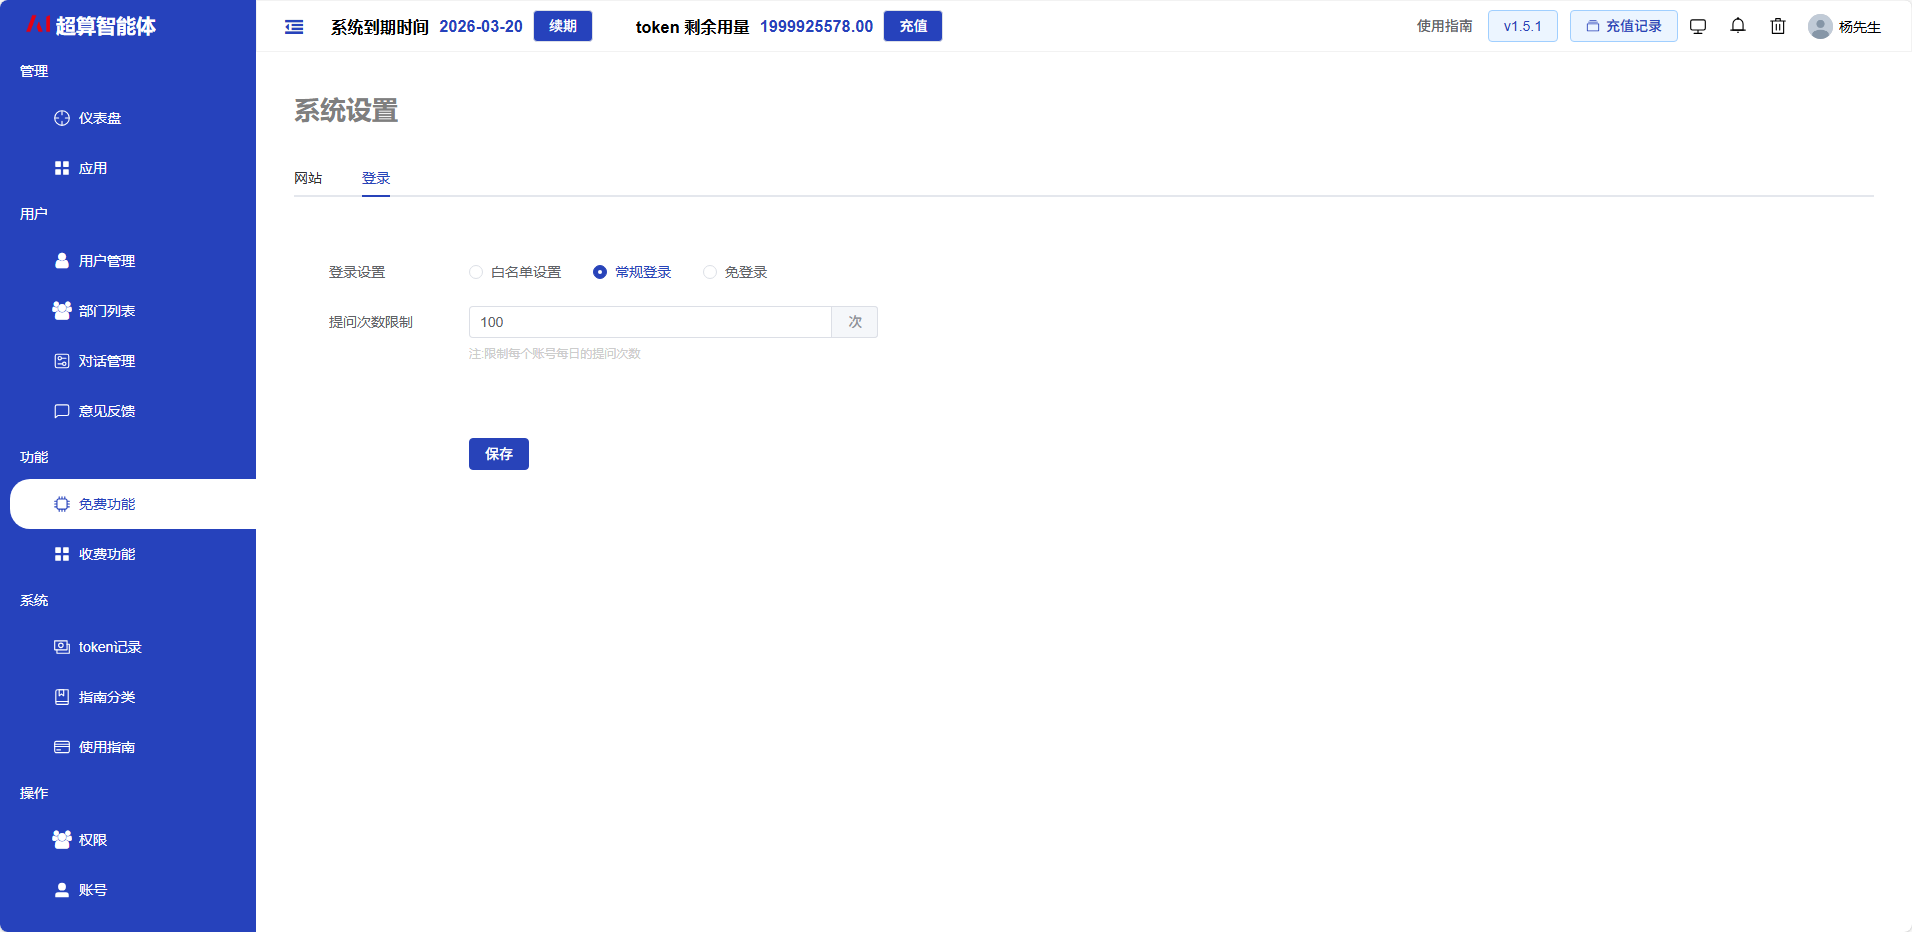 AI 超算智能体
系统到期时间 2026-03-20 续期 token 剩余用量 1999925578.00 充值 使用指南 v1.5.1 充值记录 杨先生
管理
仪表盘
应用
用户
用户管理
部门列表
对话管理
意见反馈
功能
免费功能
收费功能
系统
token记录
指南分类
使用指南
操作
权限
账号
系统设置
网站 登录
登录设置 白名单设置 常规登录 免登录
提问次数限制 100 次
注:限制每个账号每日的提问次数
保存